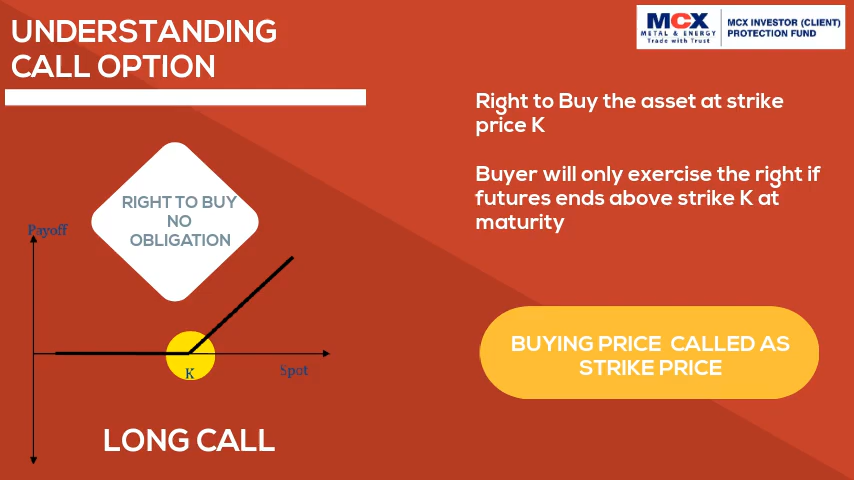 UNDERSTANDING
CALL OPTION
MCX
METAL & ENERGY
Trade with Trust
MCX INVESTOR (CLIENT)
PROTECTION FUND
Right to Buy the asset at strike
price K
Buyer will only exercise the right if
futures ends above strike K at
maturity
RIGHT TO BUY
NO
OBLIGATION
Payoff
K
Spot
LONG CALL
BUYING PRICE CALLED AS
STRIKE PRICE